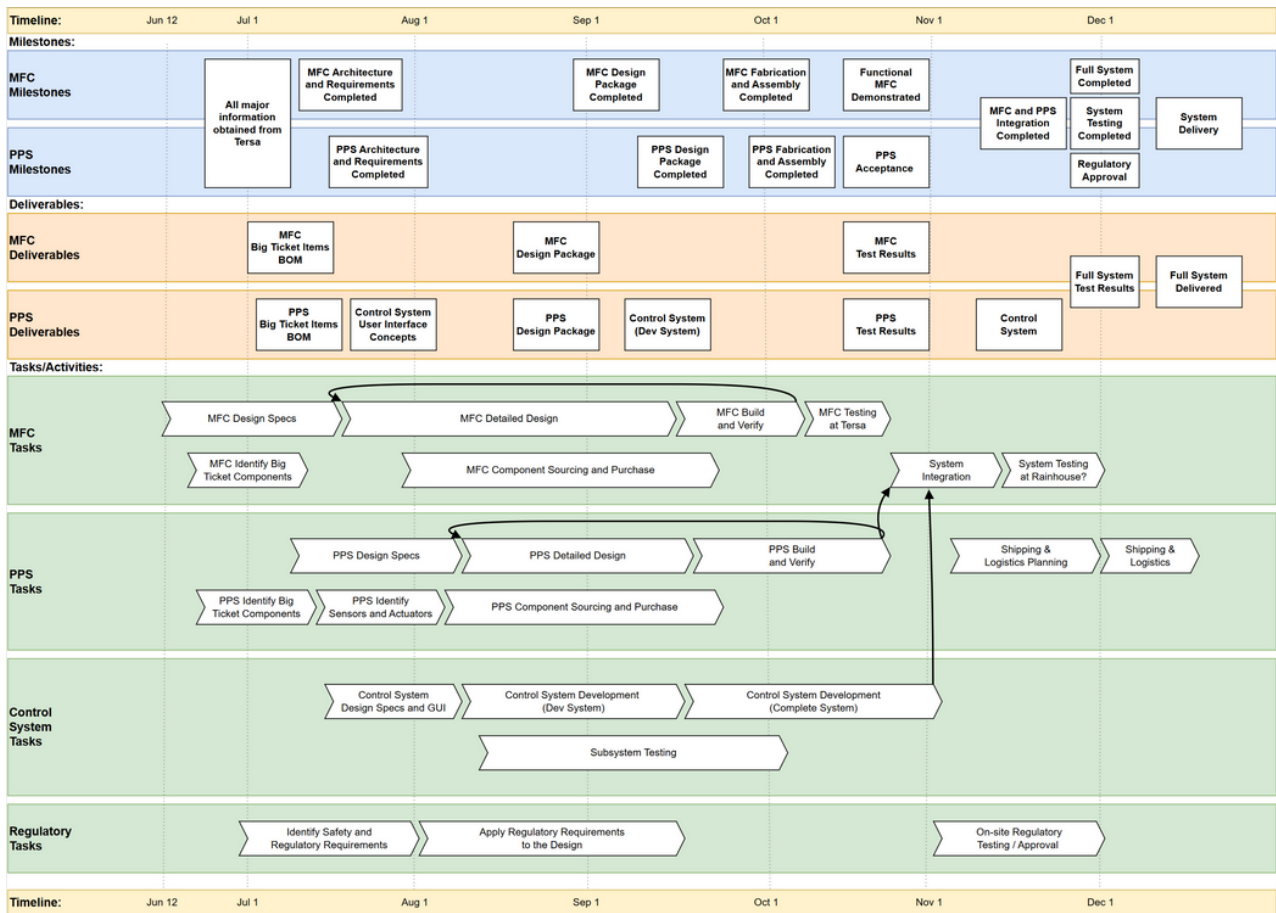 Timeline:
Jun 12
Jul 1
Aug 1
Sep 1
Oct 1
Nov 1
Dec 1
Milestones:
MFC
Milestones
All major
information
obtained from
Tersa
MFC Architecture
and Requirements
Completed
MFC Design
Package
Completed
MFC Fabrication
and Assembly
Completed
Functional
MFC
Demonstrated
Full System
Completed
MFC and PPS
Integration
Completed
System
Testing
Completed
System
Delivery
PPS
Milestones
PPS Architecture
and Requirements
Completed
PPS Design
Package
Completed
PPS Fabrication
and Assembly
Completed
PPS
Acceptance
Regulatory
Approval
Deliverables:
MFC
Deliverables
MFC
Big Ticket Items
BOM
MFC
Design Package
MFC
Test Results
Full System
Test Results
Full System
Delivered
PPS
Deliverables
PPS
Big Ticket Items
BOM
Control System
User Interface
Concepts
PPS
Design Package
Control System
(Dev System)
PPS
Test Results
Control
System
Tasks/Activities:
MFC
Tasks
MFC Design Specs
MFC Detailed Design
MFC Build
and Verify
MFC Testing
at Tersa
MFC Identify Big
Ticket Components
MFC Component Sourcing and Purchase
System
Integration
System Testing
at Rainhouse?
PPS
Tasks
PPS Design Specs
PPS Detailed Design
PPS Build
and Verify
Shipping &
Logistics Planning
Shipping &
Logistics
PPS Identify Big
Ticket Components
PPS Identify
Sensors and Actuators
PPS Component Sourcing and Purchase
Control
System
Tasks
Control System
Design Specs and GUI
Control System Development
(Dev System)
Control System Development
(Complete System)
Subsystem Testing
Regulatory
Tasks
Identify Safety and
Regulatory Requirements
Apply Regulatory Requirements
to the Design
On-site Regulatory
Testing / Approval
Timeline:
Jun 12
Jul 1
Aug 1
Sep 1
Oct 1
Nov 1
Dec 1